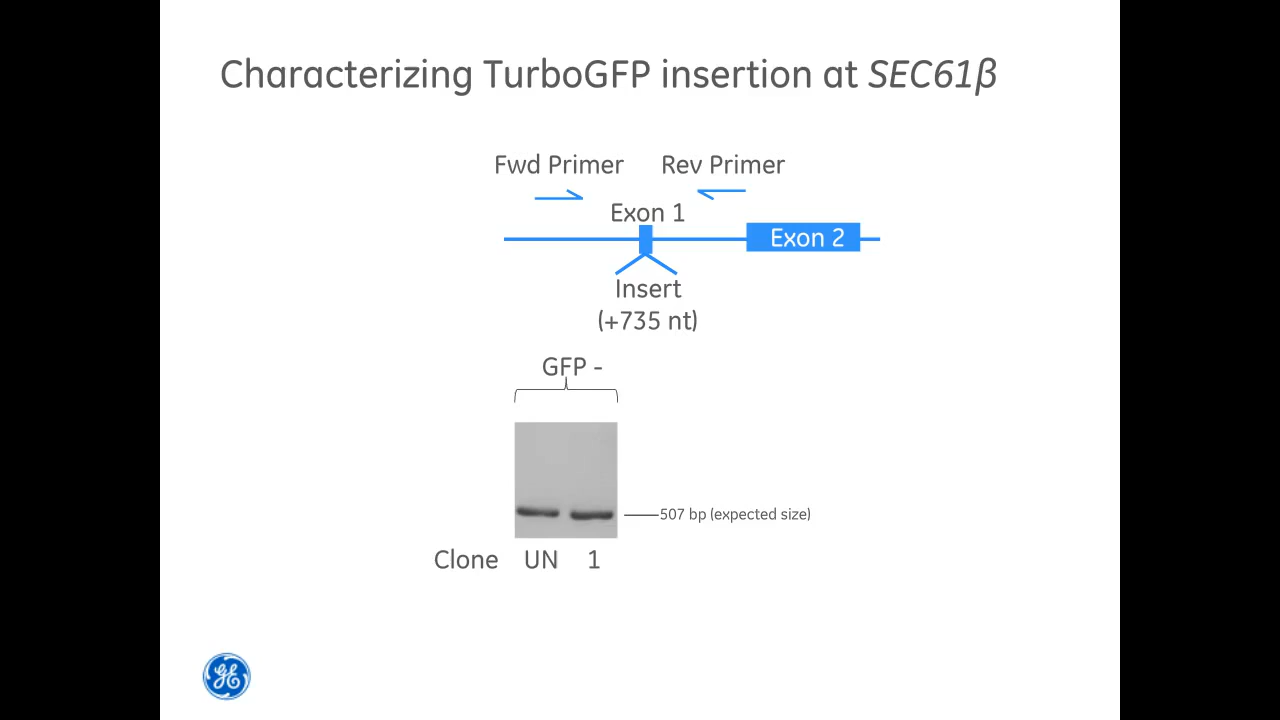 Characterizing TurboGFP insertion at SEC61β
Fwd Primer Rev Primer
Exon 1
Exon 2
Insert
(+735 nt)
GFP -
507 bp (expected size)
Clone UN 1
GE